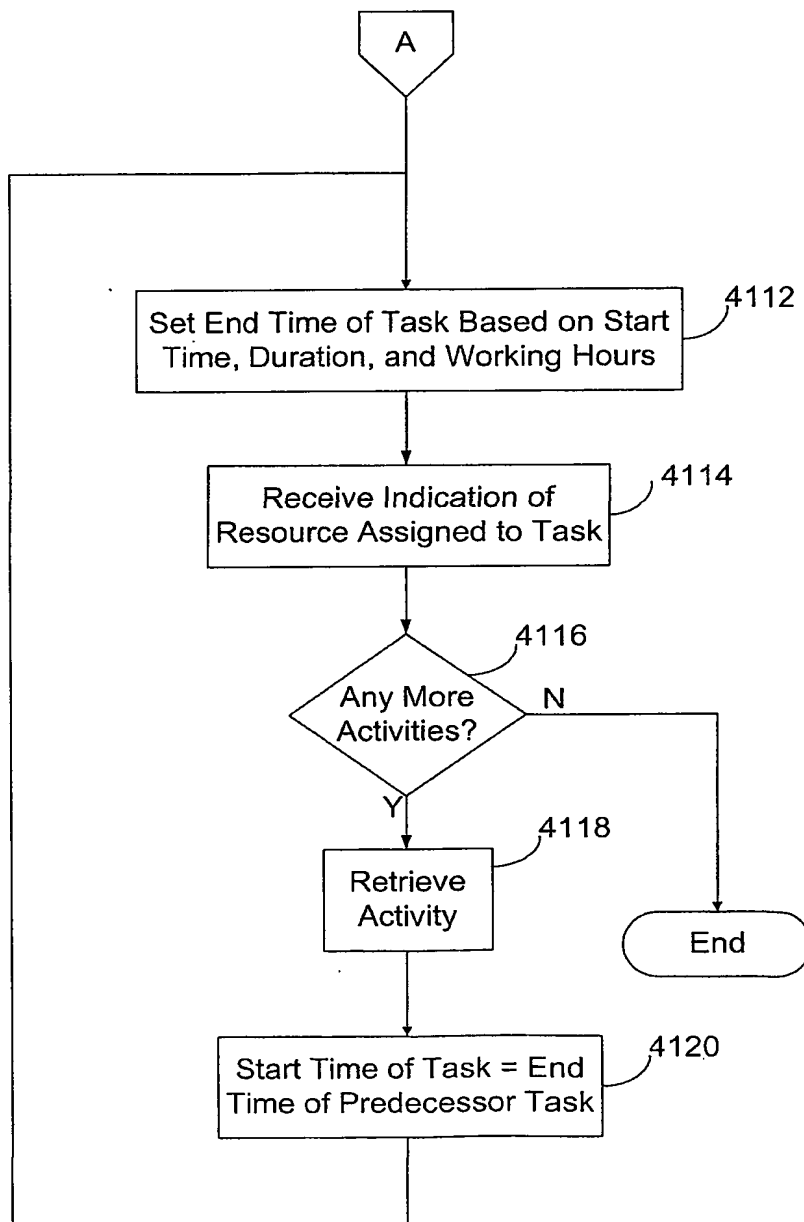 A
4112
Set End Time of Task Based on Start
Time, Duration, and Working Hours
4114
Receive Indication of
Resource Assigned to Task
4116
Any More
Activities?
N
Y
4118
Retrieve
Activity
End
4120
Start Time of Task = End
Time of Predecessor Task